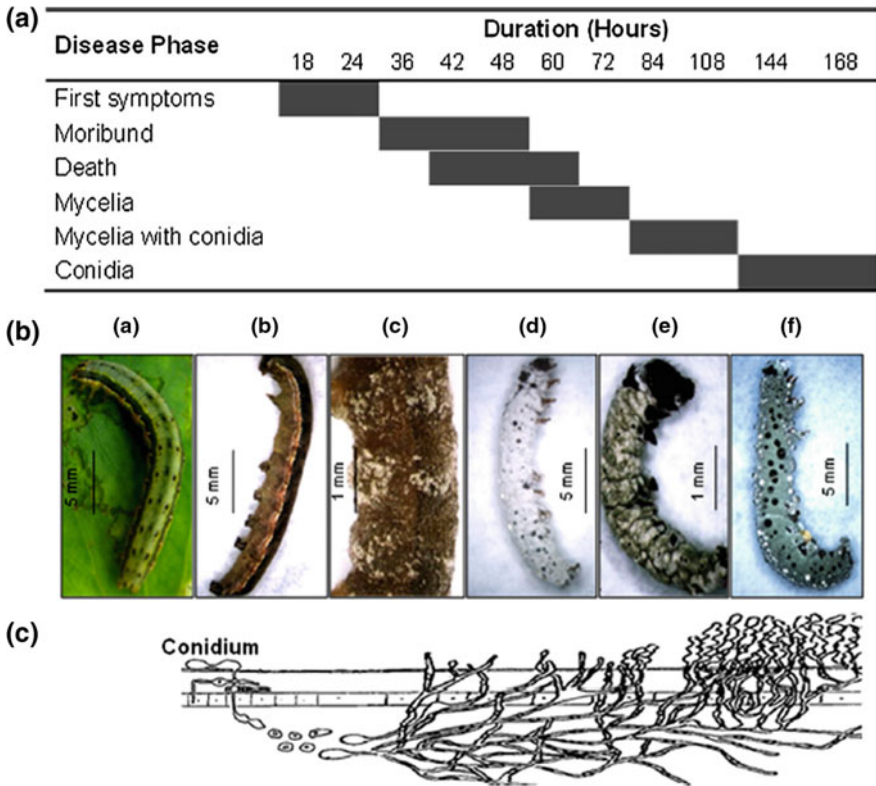 (a)
Disease Phase
Duration (Hours)
18 24 36 42 48 60 72 84 108 144 168
First symptoms
Moribund
Death
Mycelia
Mycelia with conidia
Conidia
(b) (a) (b) (c) (d) (e) (f)
5 mm 5 mm 1 mm 5 mm 1 mm 5 mm
(c)
Conidium